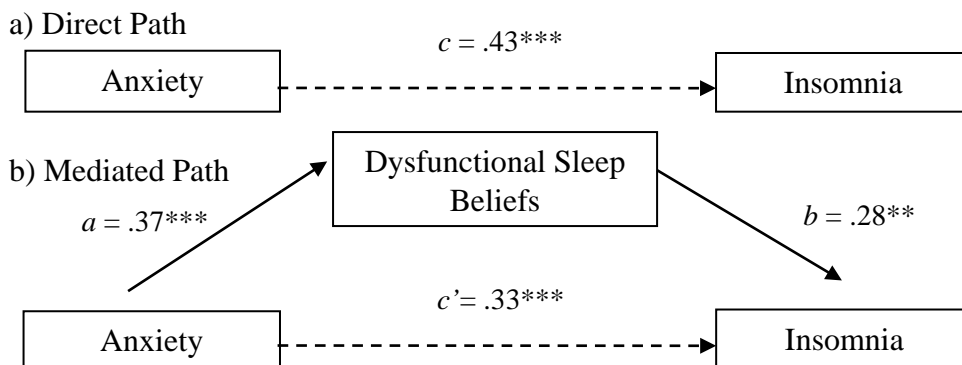 a) Direct Path
c = .43***
Anxiety
Insomnia
b) Mediated Path
Dysfunctional Sleep
Beliefs
a = .37***
b = .28**
c’= .33***
Anxiety
Insomnia